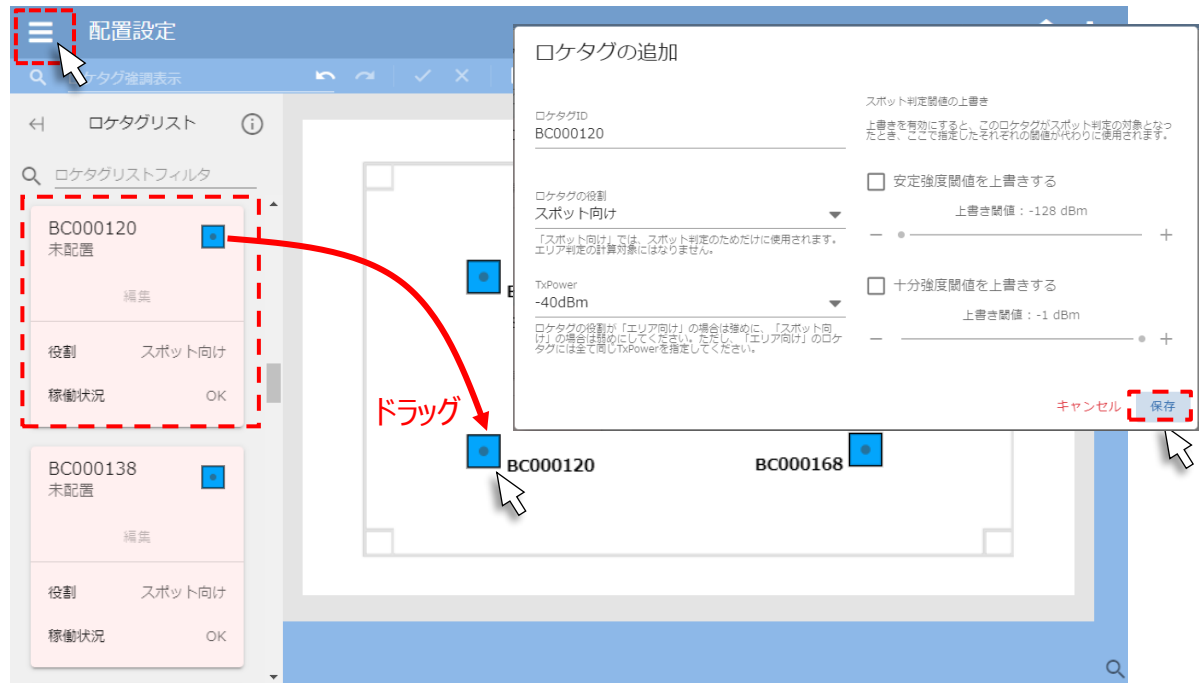 配置設定
ケタグ強調表示
ロケタグリスト
ロケタグリストフィルタ
BC000120
未配置
編集
役割
スポット向け
稼働状況
OK
BC000138
未配置
編集
役割
スポット向け
稼働状況
OK
ドラッグ
BC000120
BC000168
ロケタグの追加
ロケタグID
BC000120
ロケタグの役割
スポット向け
「スポット向け」では、スポット判定のためだけに使用されます。
エリア判定の計算対象にはなりません。
TxPower
-40dBm
ロケタグの役割が「エリア向け」の場合は強めに、「スポット向
け」の場合は弱めにしてください。ただし、「エリア向け」のロケ
タグには全て同じTxPowerを指定してください。
スポット判定閾値の上書き
上書きを有効にすると、このロケタグがスポット判定の対象となっ
たとき、ここで指定したそれぞれの閾値が代わりに使用されます。
安定強度閾値を上書きする
上書き閾値：-128 dBm
十分強度閾値を上書きする
上書き閾値：-1 dBm
キャンセル
保存